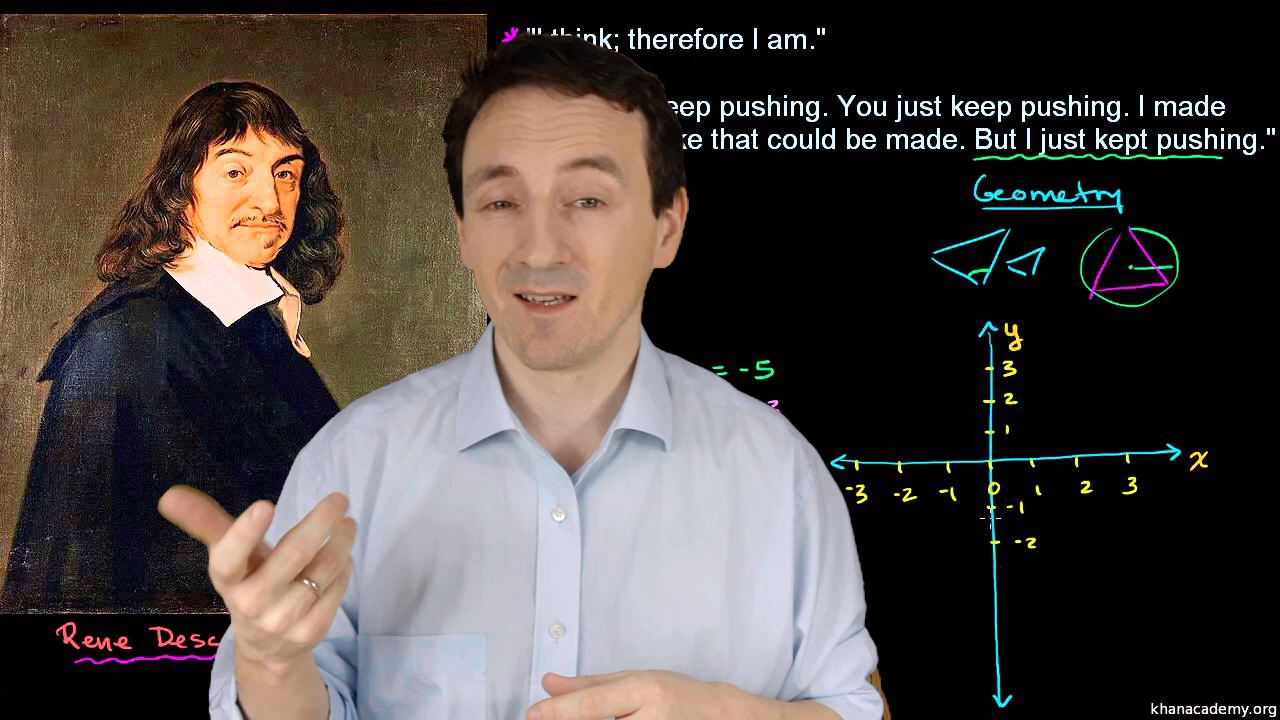 think; therefore I am."
eep pushing. You just keep pushing. I made
ke that could be made. But I just kept pushing."
Geometry
y
3
2
1
= -5
x
-3 -2 -1 0 1 2 3
-1
-2
Rene Desc
khanacademy.org